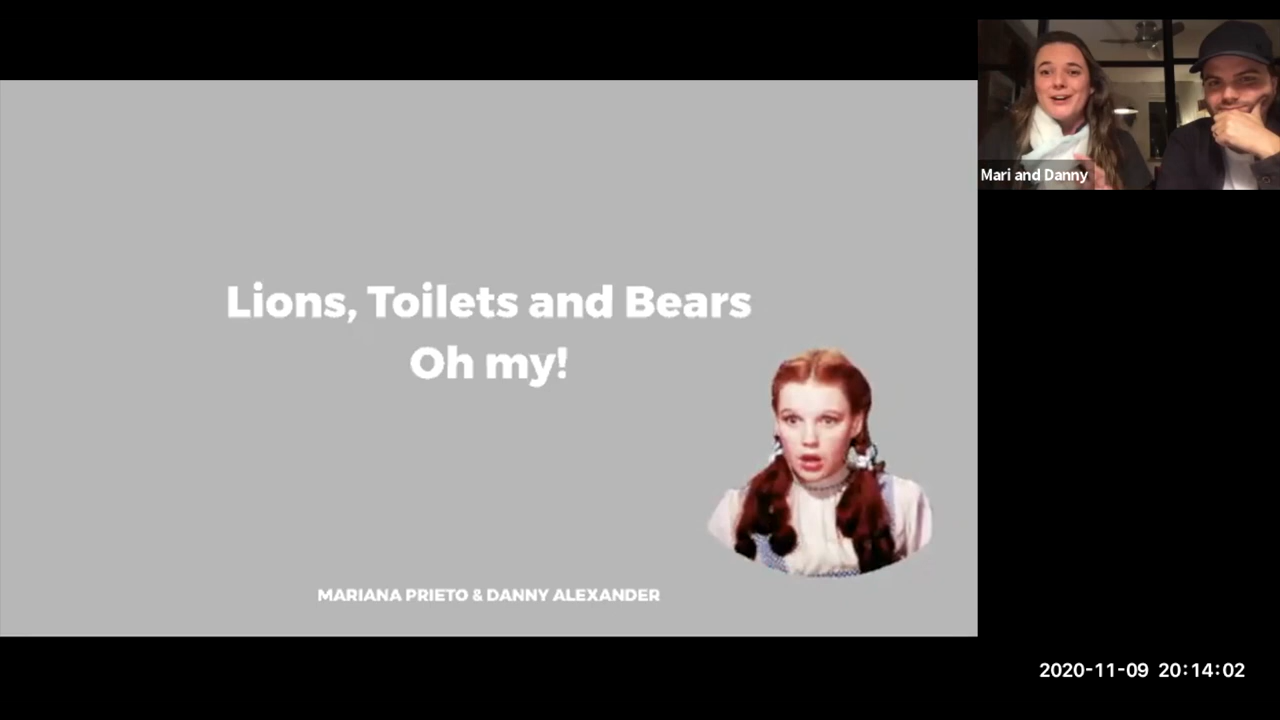 Lions, Toilets and Bears
Oh my!
MARIANA PRIETO & DANNY ALEXANDER
Mari and Danny
2020-11-09 20:14:02